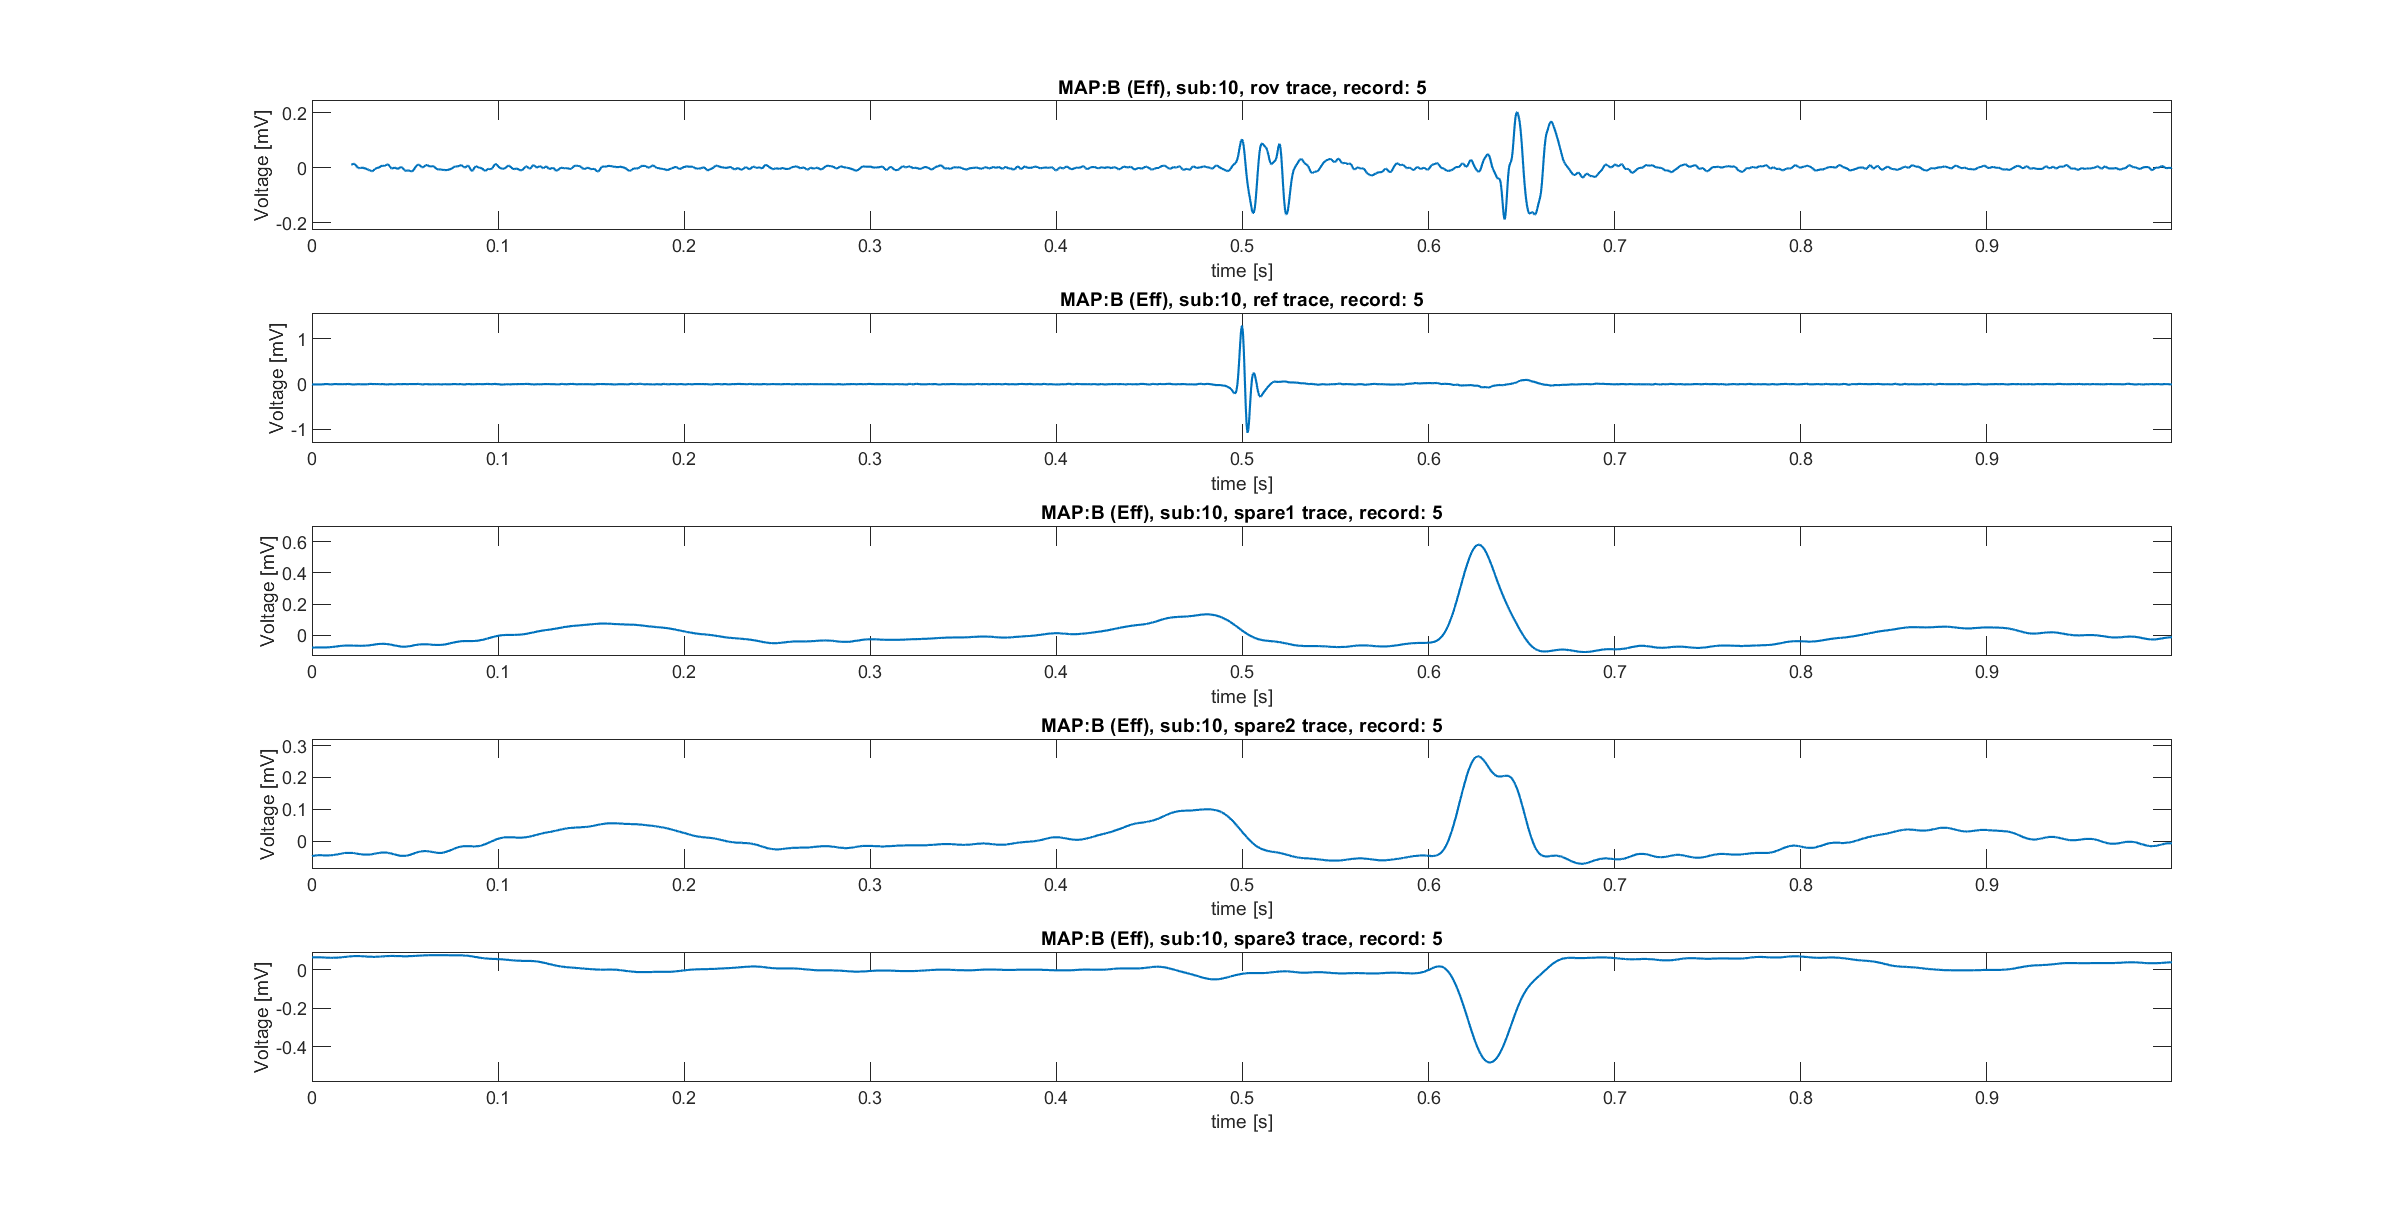 MAP:B (Eff), sub:10, rov trace, record: 5
Voltage [mV]
0.2
0
-0.2
0 0.1 0.2 0.3 0.4 0.5 0.6 0.7 0.8 0.9
time [s]
MAP:B (Eff), sub:10, ref trace, record: 5
Voltage [mV]
1
0
-1
0 0.1 0.2 0.3 0.4 0.5 0.6 0.7 0.8 0.9
time [s]
MAP:B (Eff), sub:10, spare1 trace, record: 5
Voltage [mV]
0.6
0.4
0.2
0
0 0.1 0.2 0.3 0.4 0.5 0.6 0.7 0.8 0.9
time [s]
MAP:B (Eff), sub:10, spare2 trace, record: 5
Voltage [mV]
0.3
0.2
0.1
0
0 0.1 0.2 0.3 0.4 0.5 0.6 0.7 0.8 0.9
time [s]
MAP:B (Eff), sub:10, spare3 trace, record: 5
Voltage [mV]
0
-0.2
-0.4
0 0.1 0.2 0.3 0.4 0.5 0.6 0.7 0.8 0.9
time [s]